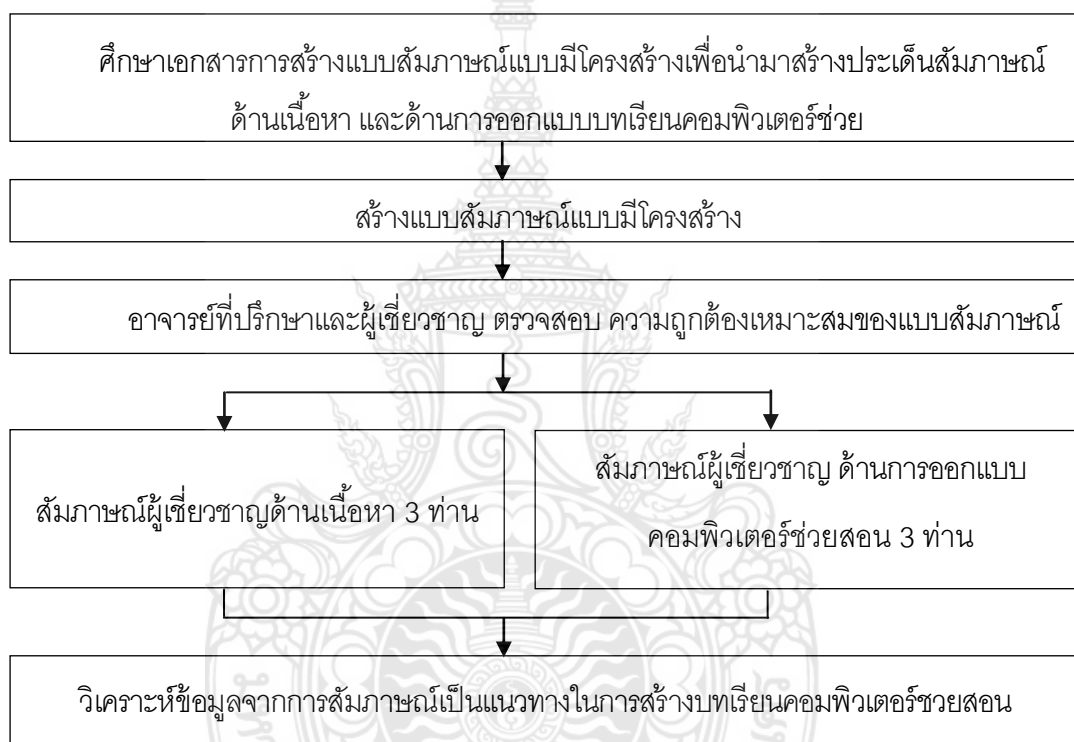 ศึกษาเอกสารการสร้างแบบสัมภาษณ์แบบมีโครงสร้างเพื่อนำมาสร้างประเด็นสัมภาษณ์
ด้านเนื้อหา และด้านการออกแบบบทเรียนคอมพิวเตอร์ช่วย
สร้างแบบสัมภาษณ์แบบมีโครงสร้าง
อาจารย์ที่ปรึกษาและผู้เชี่ยวชาญ ตรวจสอบ ความถูกต้องเหมาะสมของแบบสัมภาษณ์
สัมภาษณ์ผู้เชี่ยวชาญด้านเนื้อหา 3 ท่าน
สัมภาษณ์ผู้เชี่ยวชาญ ด้านการออกแบบ
คอมพิวเตอร์ช่วยสอน 3 ท่าน
วิเคราะห์ข้อมูลจากการสัมภาษณ์เป็นแนวทางในการสร้างบทเรียนคอมพิวเตอร์ชวยสอน